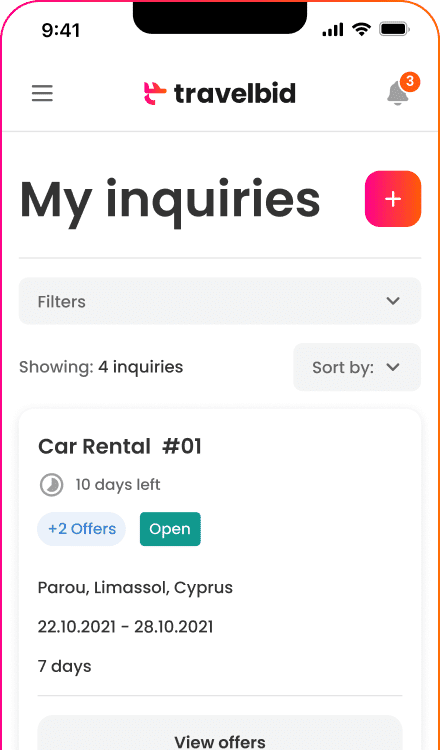 9:41
travelbid
3
My inquiries
+
Filters
Showing: 4 inquiries
Sort by:
Car Rental #01
10 days left
+2 Offers Open
Parou, Limassol, Cyprus
22.10.2021 - 28.10.2021
7 days
View offers